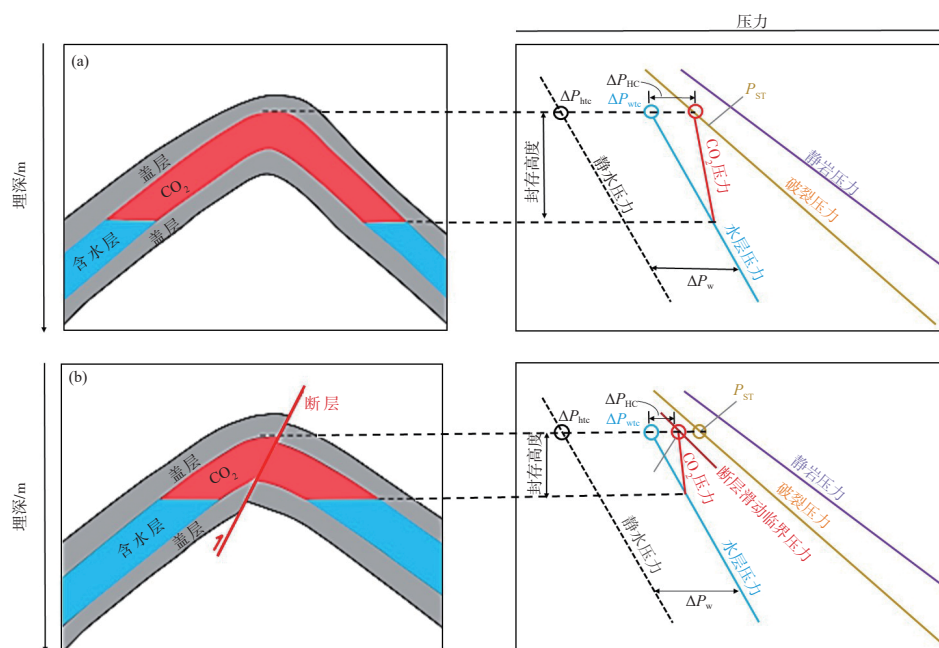 压力
(a)
埋深/m
盖层
CO₂
盖层
含水层
ΔP_htc
ΔP_HC
ΔP_wtc
P_ST
封存高度
静水压力
CO₂压力
水层压力
破裂压力
静岩压力
ΔP_w
(b)
埋深/m
断层
盖层
CO₂
含水层
盖层
ΔP_htc
ΔP_HC
ΔP_wtc
P_ST
封存高度
静水压力
CO₂压力
水层压力
断层滑动临界压力
破裂压力
静岩压力
ΔP_w